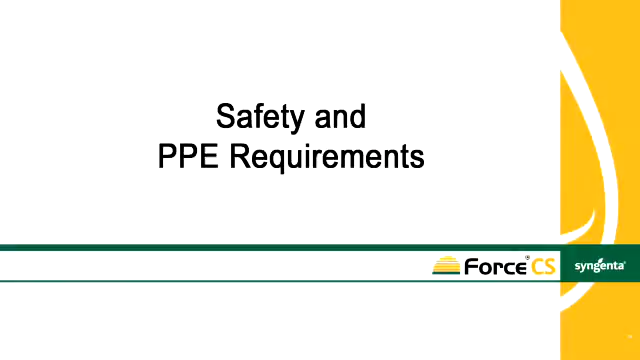 Safety and
PPE Requirements
Force® CS
syngenta